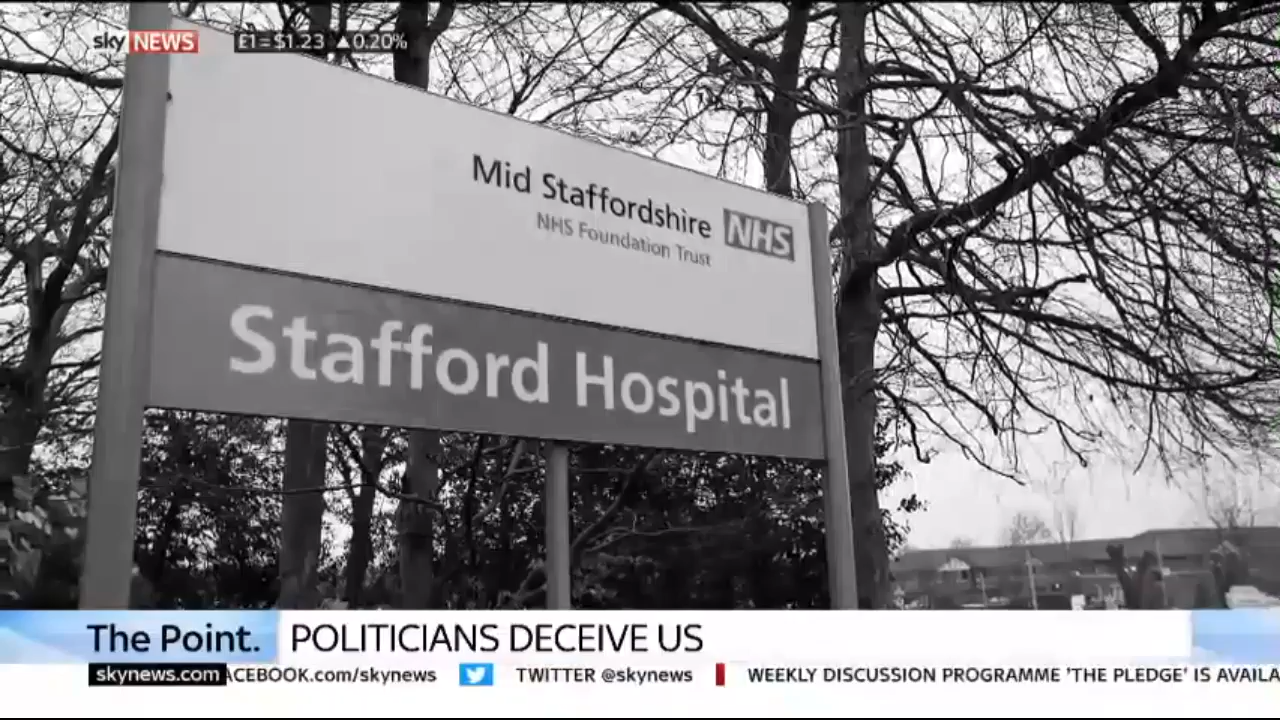 sky NEWS £1=$1.23 ▲0.20%
Mid Staffordshire NHS
NHS Foundation Trust
Stafford Hospital
The Point. POLITICIANS DECEIVE US
skynews.com ACEBOOK.com/skynews TWITTER @skynews WEEKLY DISCUSSION PROGRAMME 'THE PLEDGE' IS AVAILA